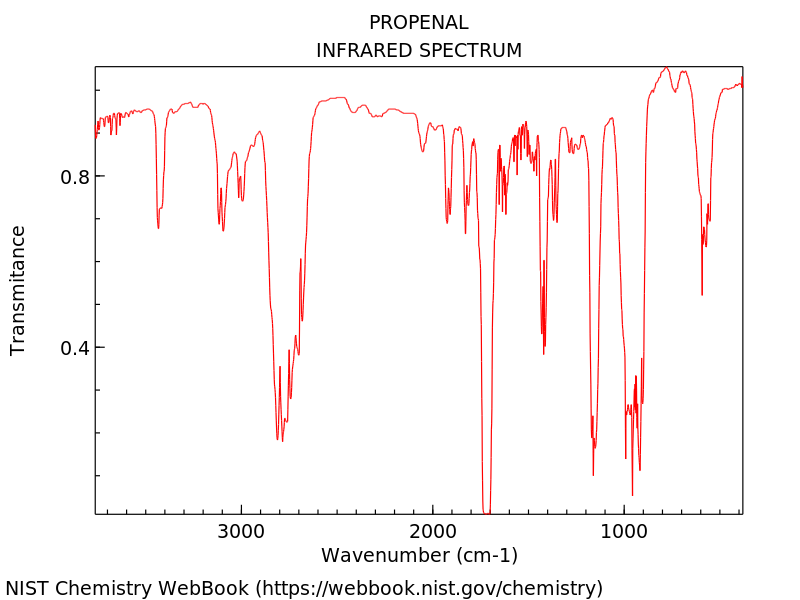 PROPENAL
INFRARED SPECTRUM
0.8
0.4
Transmitance
3000
2000
1000
Wavenumber (cm-1)
NIST Chemistry WebBook (https://webbook.nist.gov/chemistry)